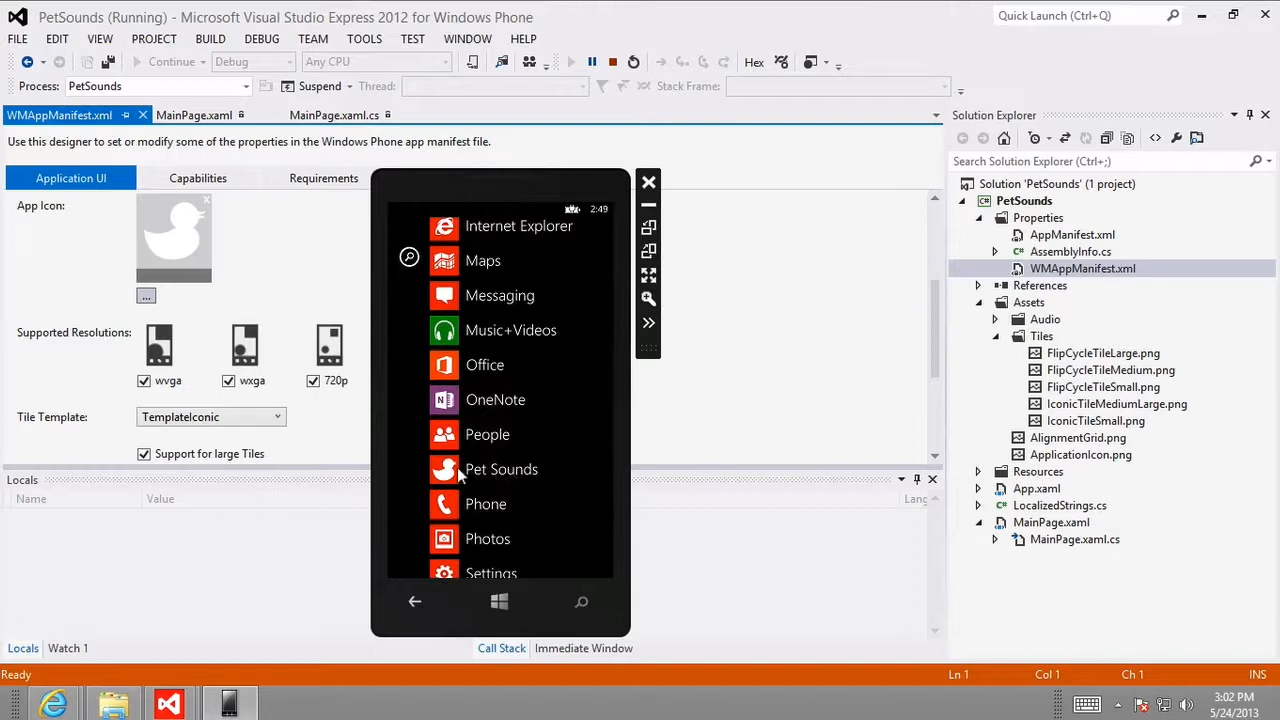 PetSounds (Running) - Microsoft Visual Studio Express 2012 for Windows Phone
Quick Launch (Ctrl+Q)
FILE EDIT VIEW PROJECT BUILD DEBUG TEAM TOOLS TEST WINDOW HELP
Continue Debug Any CPU Hex
Process: PetSounds Suspend Thread: Stack Frame:
WMAppManifest.xml MainPage.xaml MainPage.xaml.cs
Use this designer to set or modify some of the properties in the Windows Phone app manifest file.
Application UI Capabilities Requirements
App Icon:
...
Supported Resolutions:
wvga wxga 720p
Tile Template: TemplateIconic
Support for large Tiles
2:49
Internet Explorer
Maps
Messaging
Music+Videos
Office
OneNote
People
Pet Sounds
Phone
Photos
Settings
Solution Explorer
Search Solution Explorer (Ctrl+;)
Solution 'PetSounds' (1 project)
PetSounds
Properties
AppManifest.xml
AssemblyInfo.cs
WMAppManifest.xml
References
Assets
Audio
Tiles
FlipCycleTileLarge.png
FlipCycleTileMedium.png
FlipCycleTileSmall.png
IconicTileMediumLarge.png
IconicTileSmall.png
AlignmentGrid.png
ApplicationIcon.png
Resources
App.xaml
LocalizedStrings.cs
MainPage.xaml
MainPage.xaml.cs
Locals
Name Value Lang
Locals Watch 1 Call Stack Immediate Window
Ready Ln 1 Col 1 Ch 1 INS
3:02 PM
5/24/2013